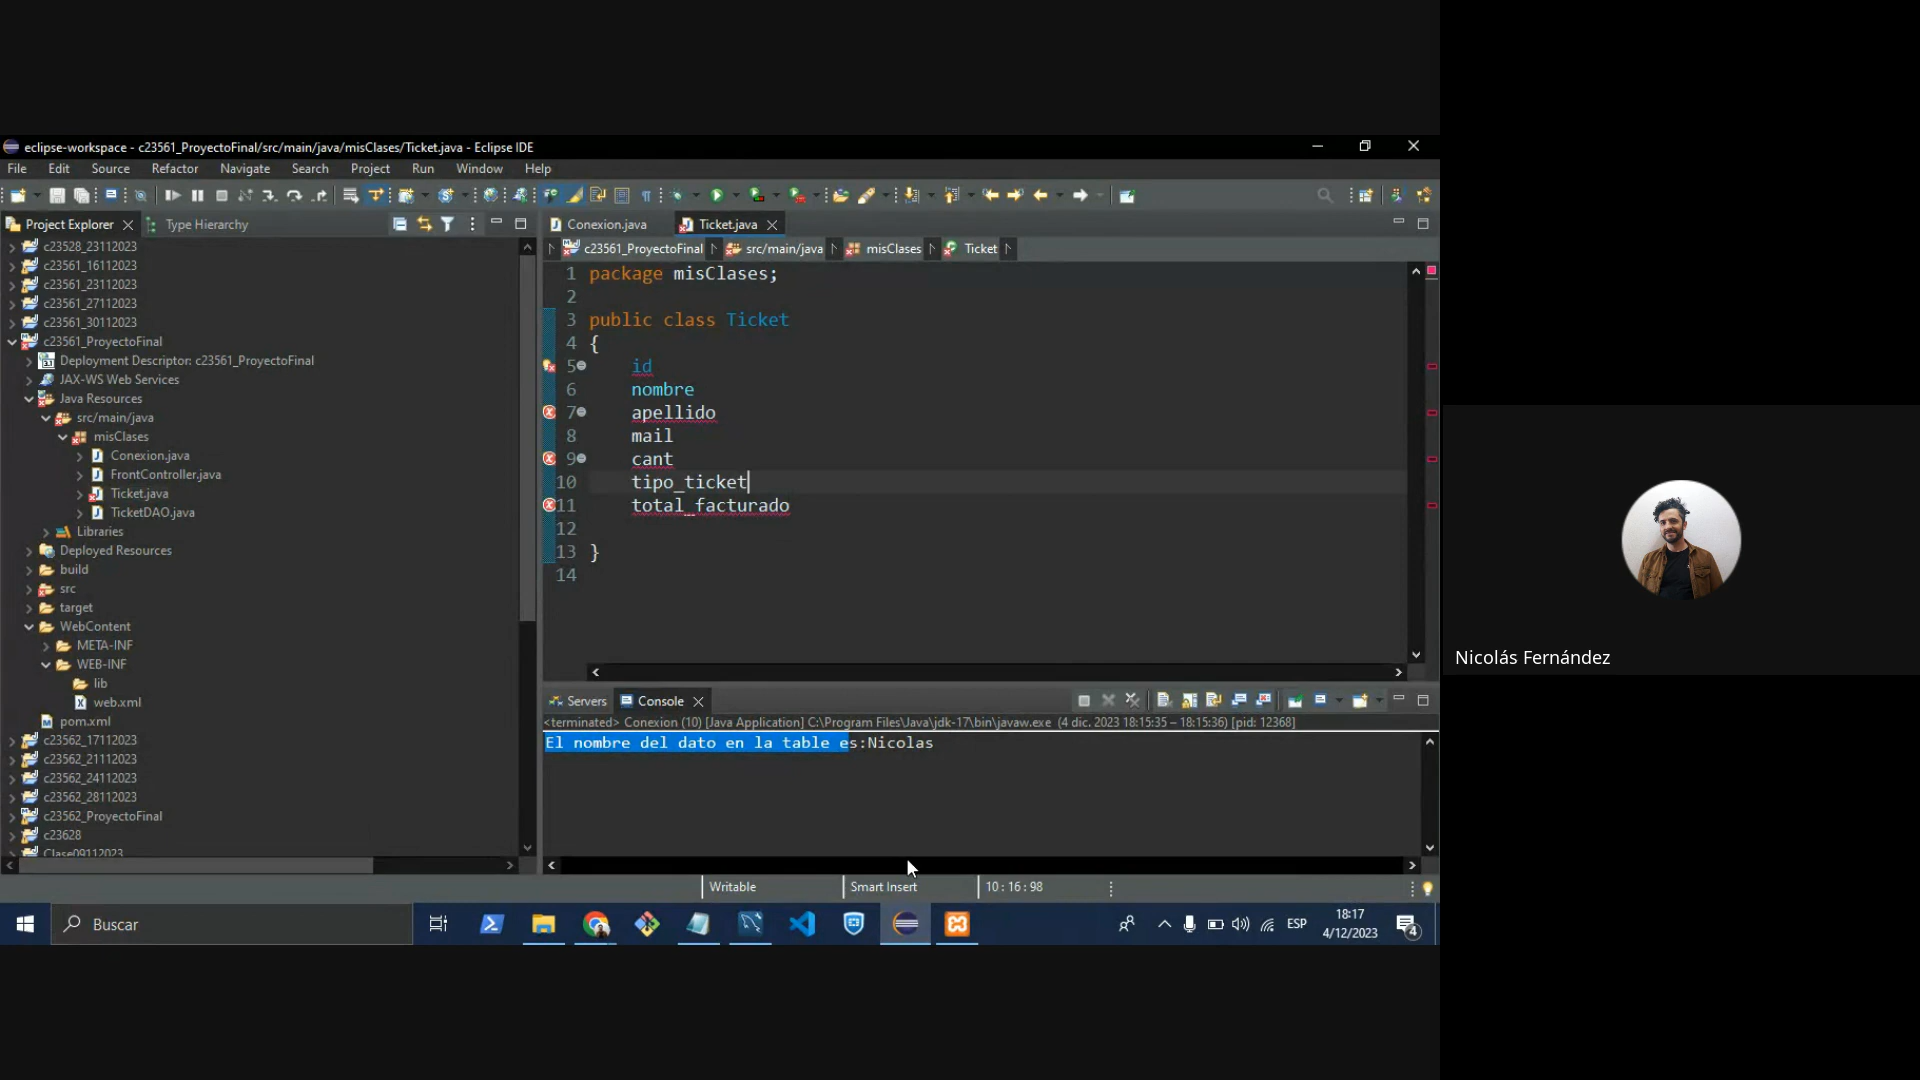 eclipse-workspace - c23561_ProyectoFinal/src/main/java/misClases/Ticket.java - Eclipse IDE
File Edit Source Refactor Navigate Search Project Run Window Help
Project Explorer Type Hierarchy
c23528_23112023
c23561_16112023
c23561_23112023
c23561_27112023
c23561_30112023
c23561_ProyectoFinal
Deployment Descriptor: c23561_ProyectoFinal
JAX-WS Web Services
Java Resources
src/main/java
misClases
Conexion.java
FrontController.java
Ticket.java
TicketDAO.java
Libraries
Deployed Resources
build
src
target
WebContent
META-INF
WEB-INF
lib
web.xml
pom.xml
c23562_17112023
c23562_21112023
c23562_24112023
c23562_28112023
c23562_ProyectoFinal
c23628
Clase09112023
Conexion.java Ticket.java
c23561_ProyectoFinal src/main/java misClases Ticket
1 package misClases;
2
3 public class Ticket
4 {
5 id
6 nombre
7 apellido
8 mail
9 cant
10 tipo_ticket
11 total_facturado
12
13 }
14
Servers Console
<terminated> Conexion (10) [Java Application] C:\Program Files\Java\jdk-17\bin\javaw.exe (4 dic. 2023 18:15:35 – 18:15:36) [pid: 12368]
El nombre del dato en la table es:Nicolas
Writable Smart Insert 10 : 16 : 98
Buscar
ESP
18:17
4/12/2023
4
Nicolás Fernández